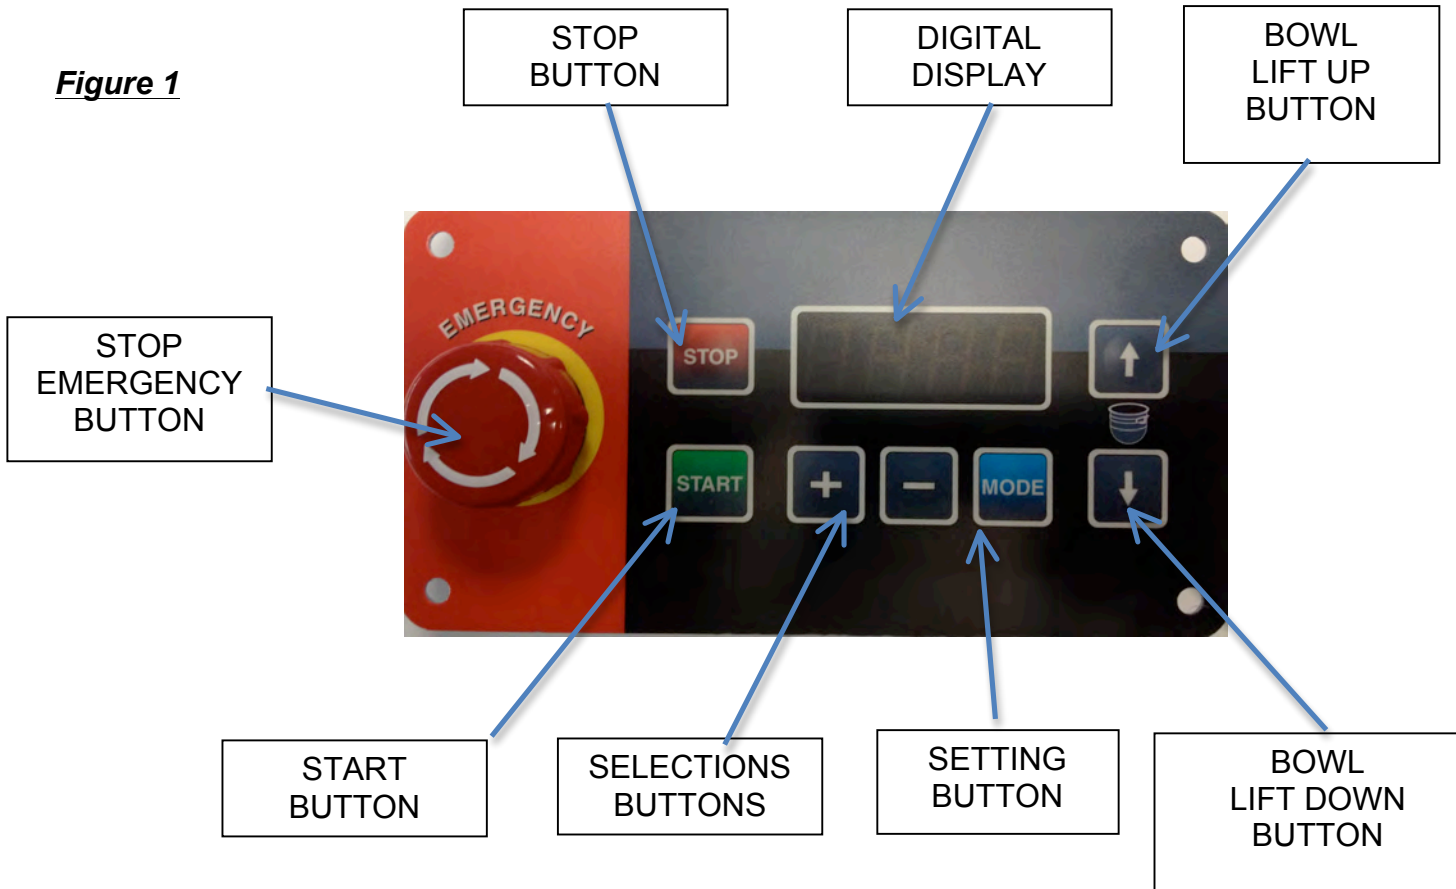 Figure 1
STOP
BUTTON
DIGITAL
DISPLAY
BOWL
LIFT UP
BUTTON
STOP
EMERGENCY
BUTTON
EMERGENCY
STOP
START
+
−
MODE
START
BUTTON
SELECTIONS
BUTTONS
SETTING
BUTTON
BOWL
LIFT DOWN
BUTTON